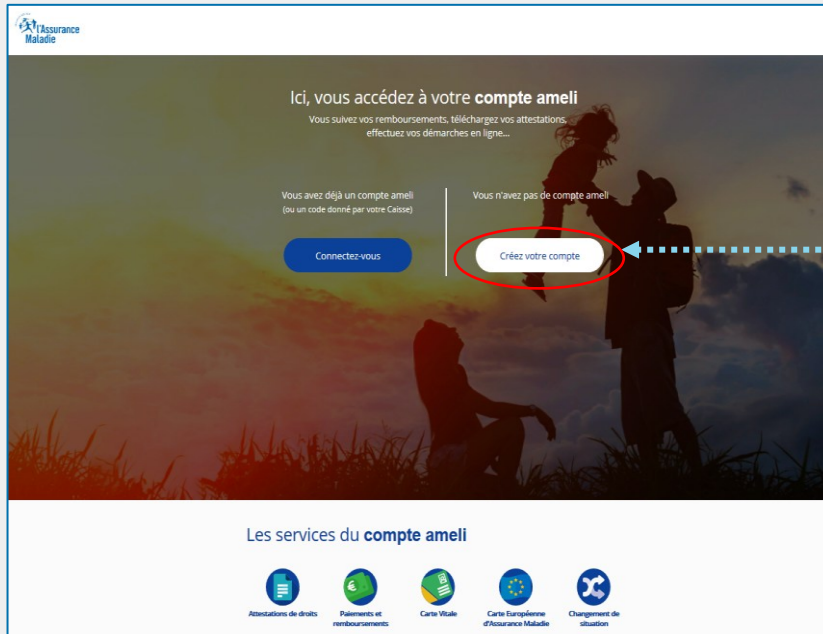 l'Assurance
Maladie
Ici, vous accédez à votre compte ameli
Vous suivez vos remboursements, téléchargez vos attestations,
effectuez vos démarches en ligne...
Vous avez déjà un compte ameli
(ou un code donné par votre Caisse)
Connectez-vous
Vous n'avez pas de compte ameli
Créez votre compte
Les services du compte ameli
Attestations de droits
Paiements et
remboursements
Carte Vitale
Carte Européenne
d'Assurance Maladie
Changement de
situation